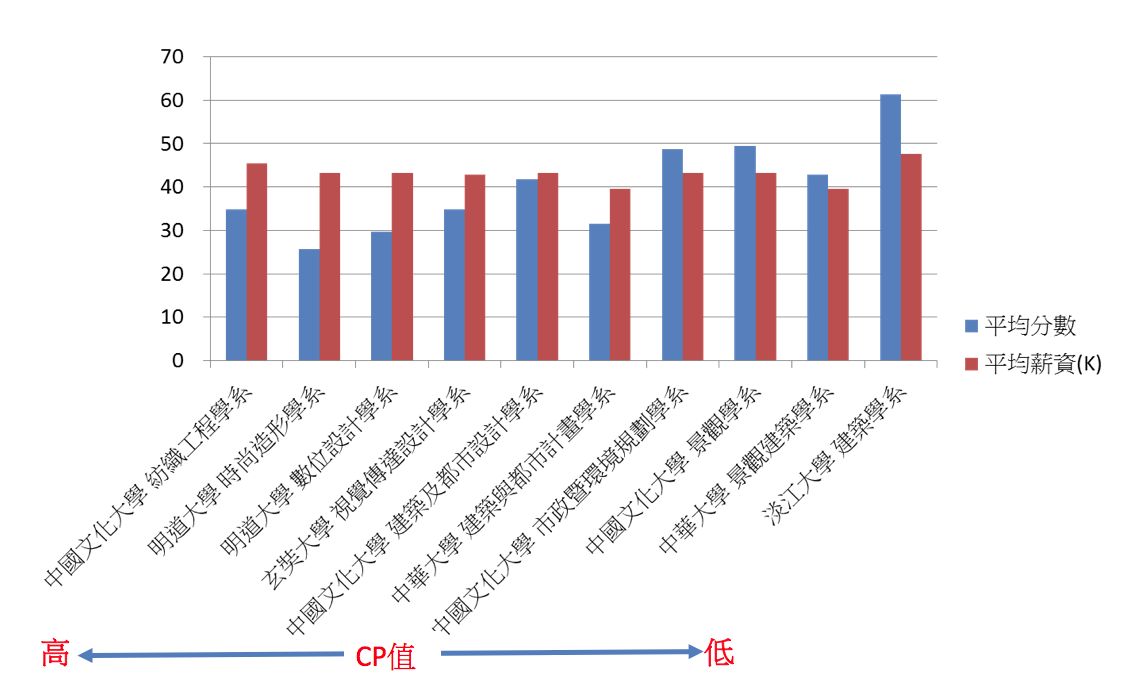 70
60
50
40
30
20
10
0
平均分數
平均薪資(K)
中國文化大學 紡織工程學系
明道大學 時尚造形學系
明道大學 數位設計學系
玄奘大學 視覺傳達設計學系
中國文化大學 建築及都市設計學系
中華大學 建築與都市計畫學系
中國文化大學 市政暨環境規劃學系
中國文化大學 景觀學系
中華大學 景觀建築學系
淡江大學 建築學系
高 CP值 低